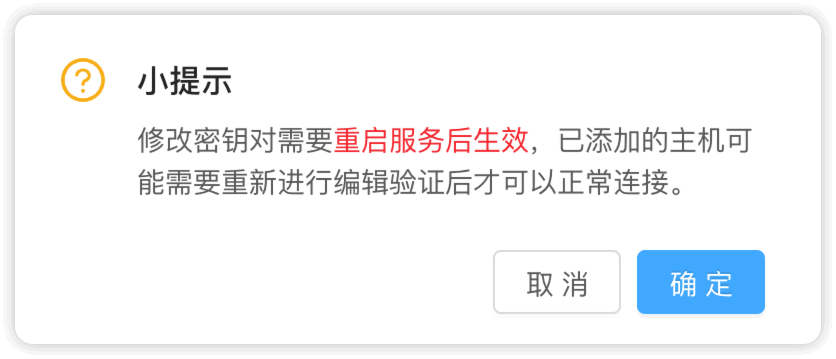 小提示
修改密钥对需要重启服务后生效，已添加的主机可
能需要重新进行编辑验证后才可以正常连接。
取 消
确 定